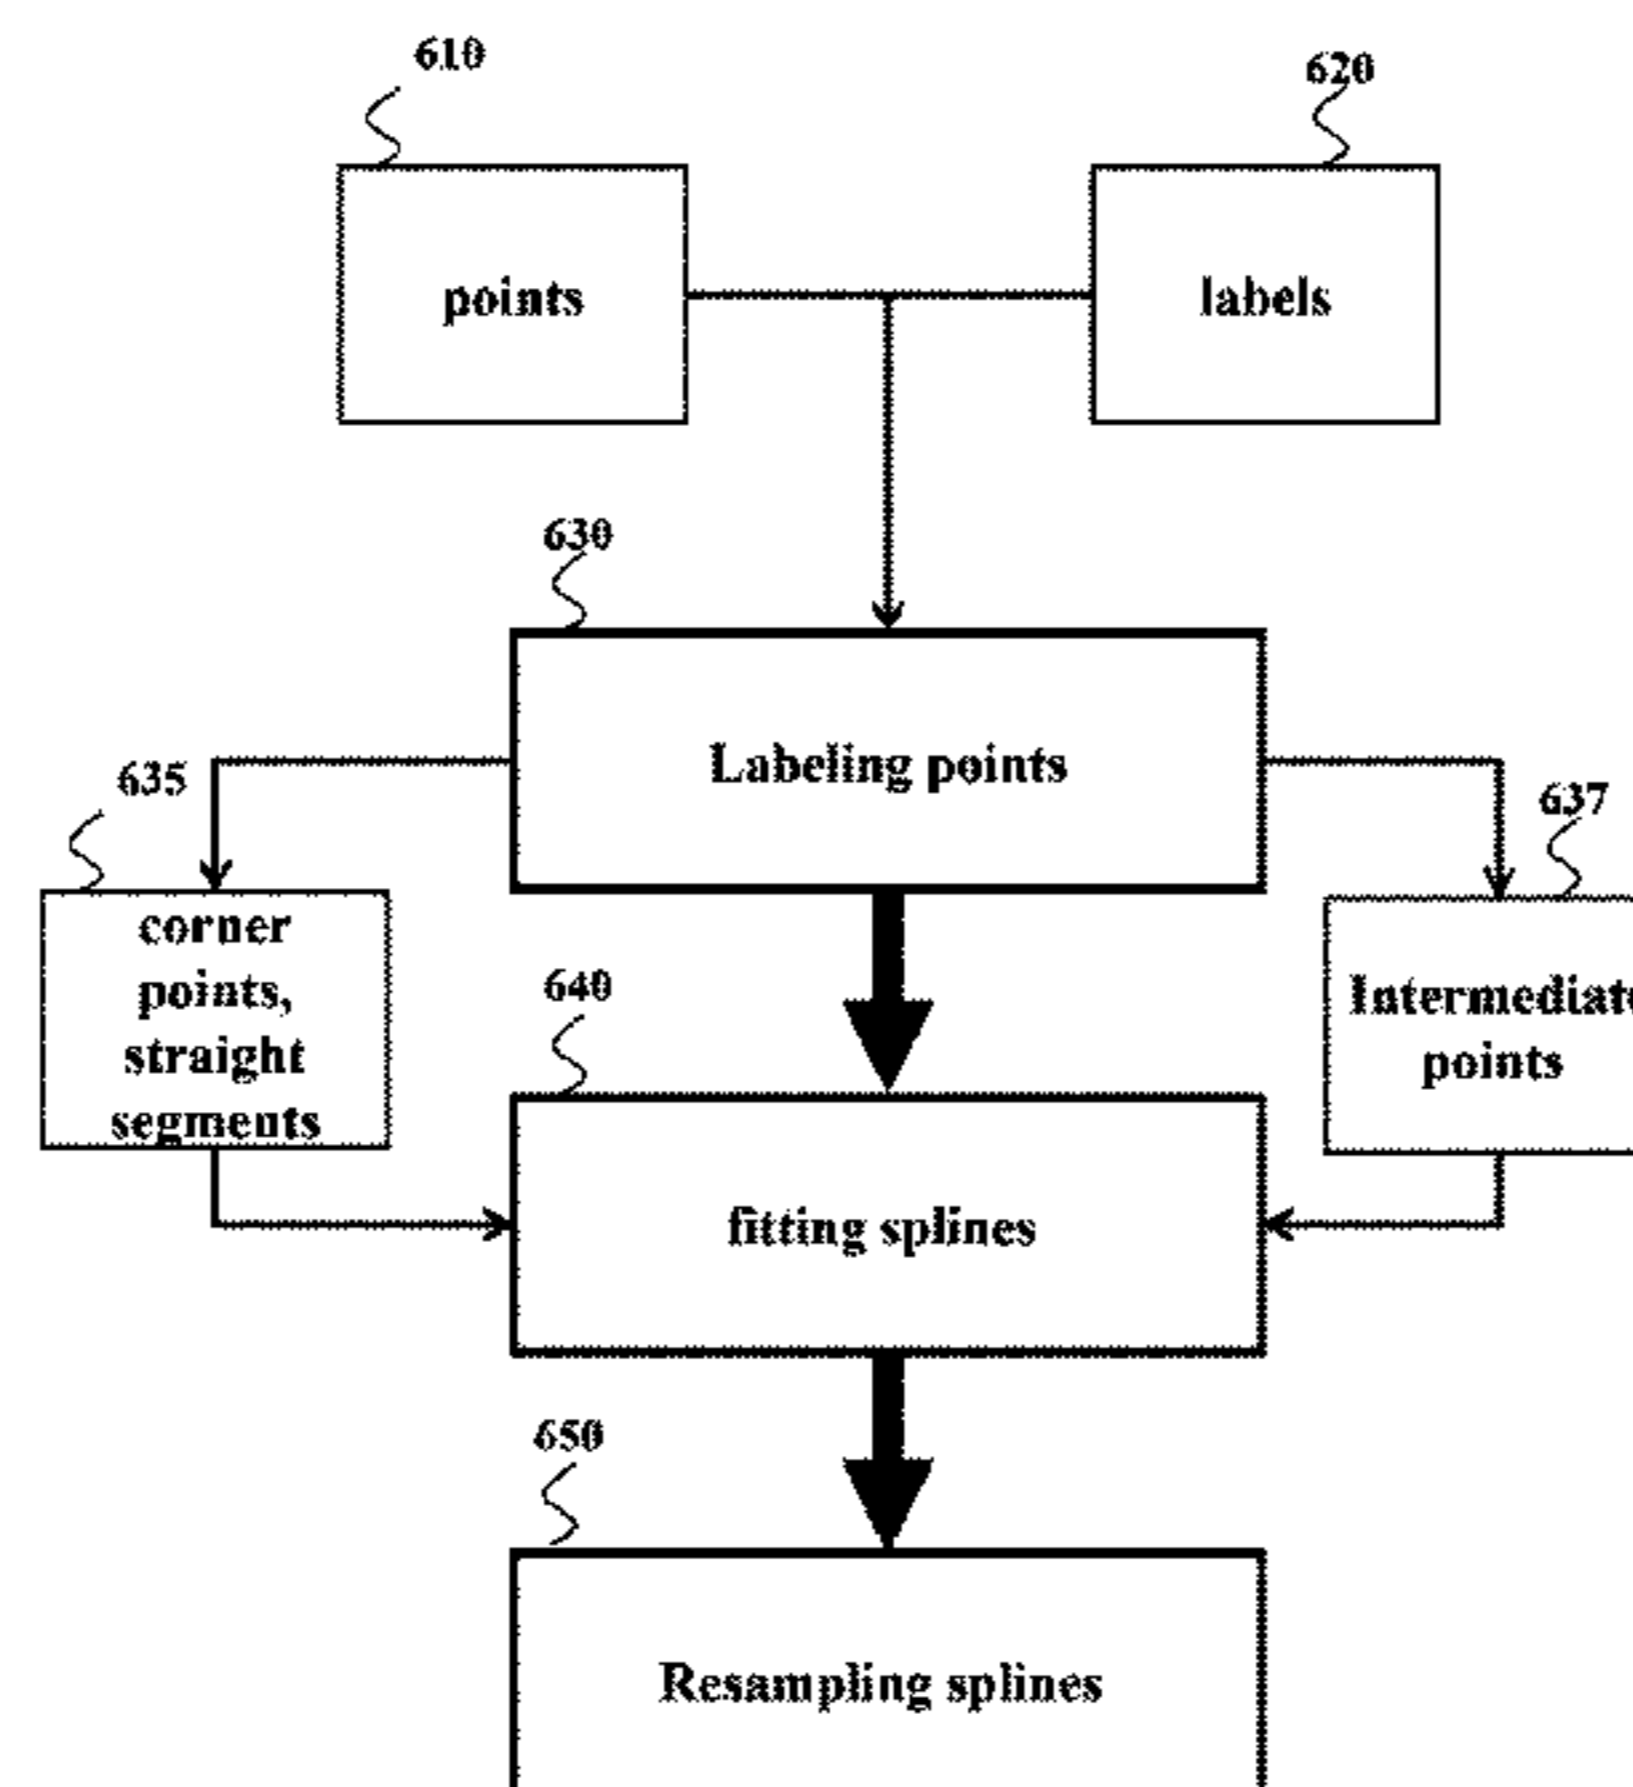 610
620
points
labels
630
Labeling points
635
637
corner
points,
straight
segments
Intermediate
points
640
fitting splines
650
Resampling splines